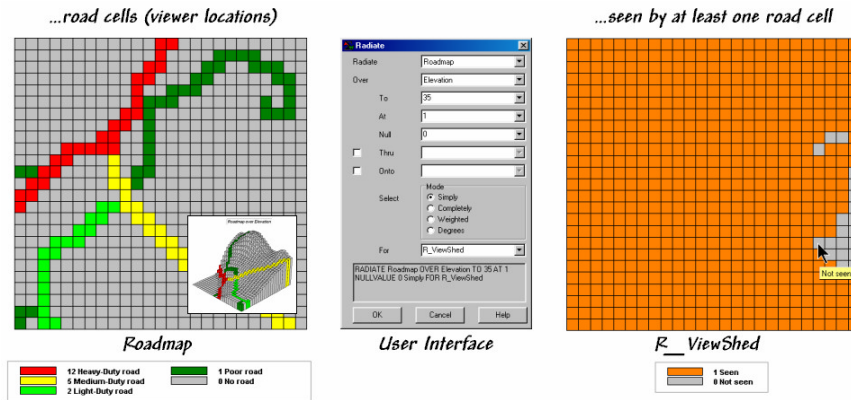 ...road cells (viewer locations)
...seen by at least one road cell
Radiate
Radiate Roadmap
Over Elevation
To 35
At 1
Null 0
Thru
Onto
Mode
Select Simply
Completely
Weighted
Degrees
For R_ViewShed
RADIATE Roadmap OVER Elevation TO 35 AT 1
NULLVALUE 0 Simply FOR R_ViewShed
OK Cancel Help
Roadmap over Elevation
Not seen
Roadmap
User Interface
R__ViewShed
12 Heavy-Duty road
5 Medium-Duty road
2 Light-Duty road
1 Poor road
0 No road
1 Seen
0 Not seen